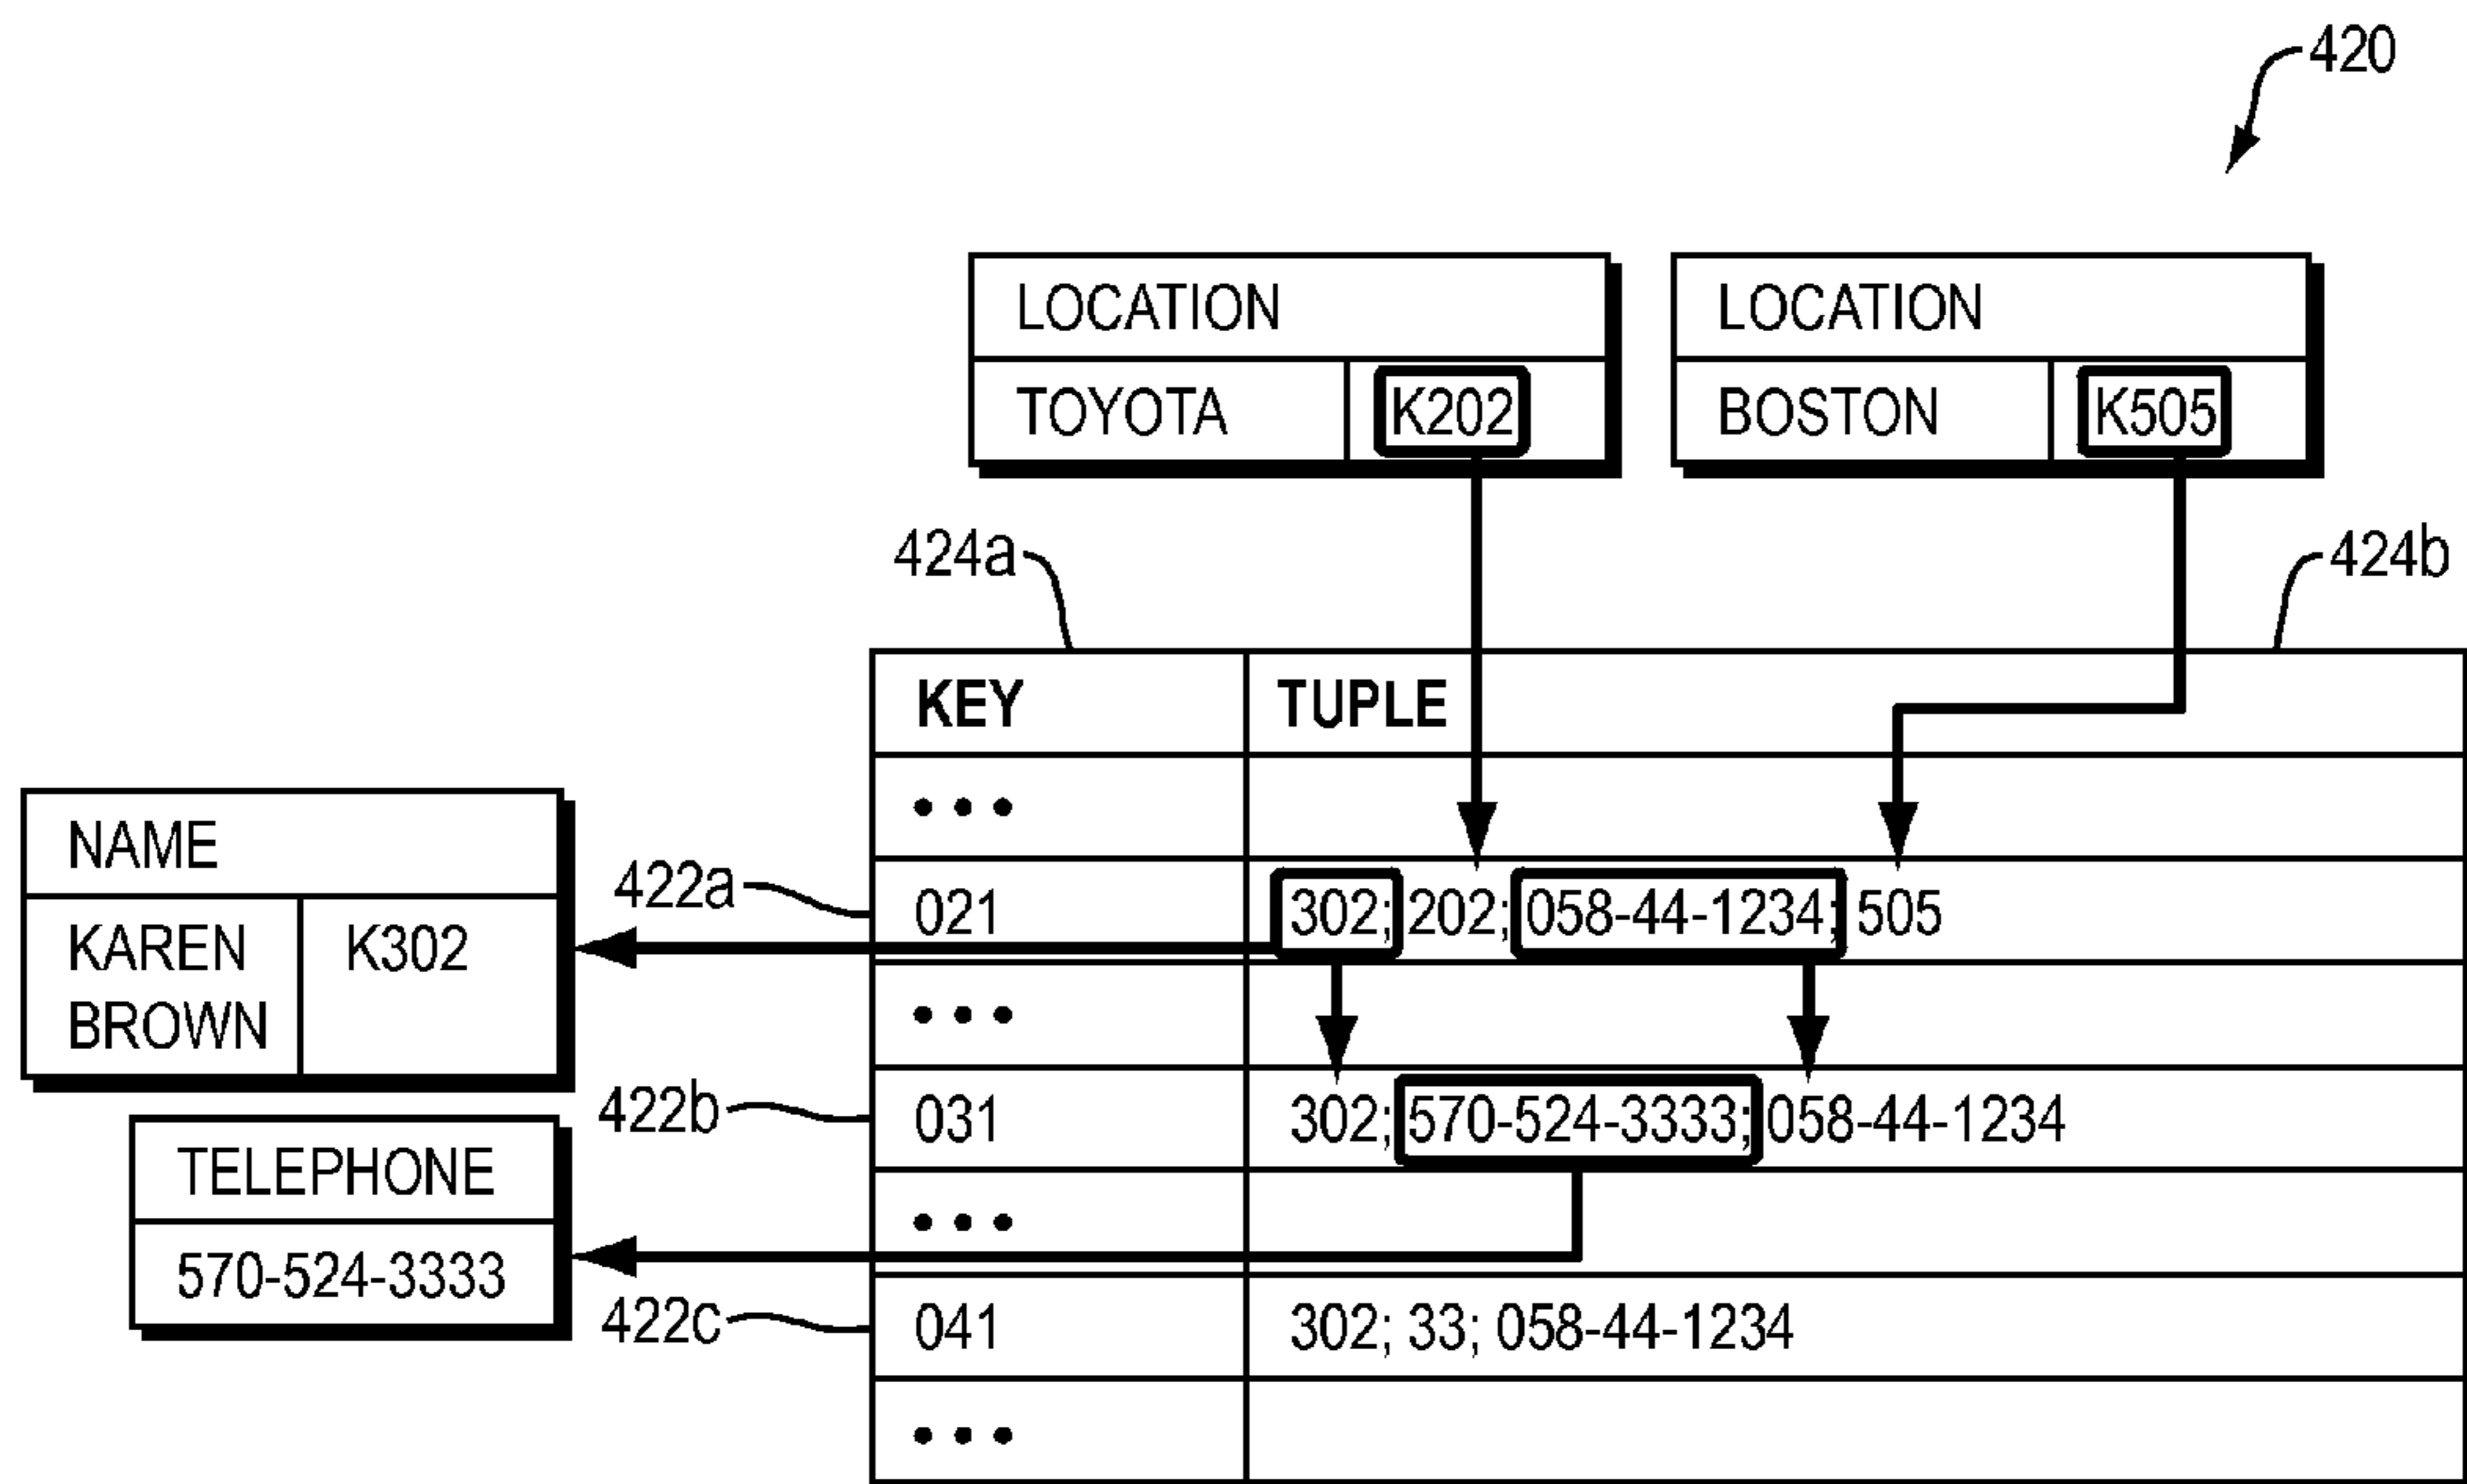 420
LOCATION
TOYOTA K202
LOCATION
BOSTON K505
424a
424b
KEY TUPLE
• • •
422a
021 302; 202; 058-44-1234; 505
• • •
422b
031 302; 570-524-3333; 058-44-1234
• • •
422c
041 302; 33; 058-44-1234
• • •
NAME
KAREN K302
BROWN
TELEPHONE
570-524-3333